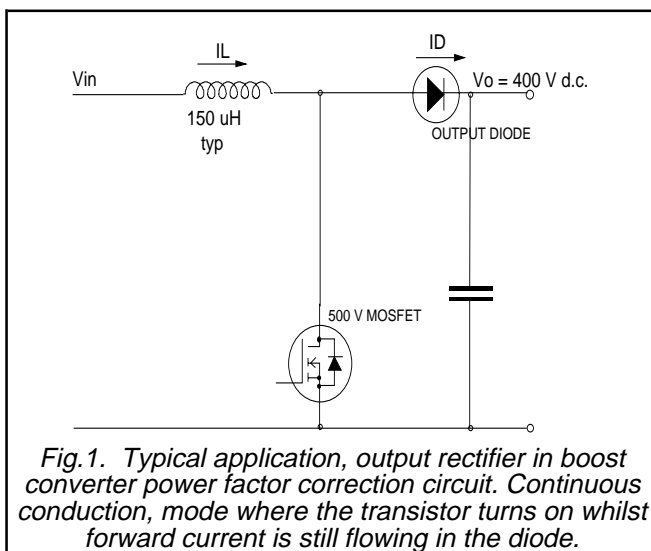 IL
ID
Vin
Vo = 400 V d.c.
150 uH
typ
OUTPUT DIODE
500 V MOSFET
Fig.1. Typical application, output rectifier in boost
converter power factor correction circuit. Continuous
conduction, mode where the transistor turns on whilst
forward current is still flowing in the diode.